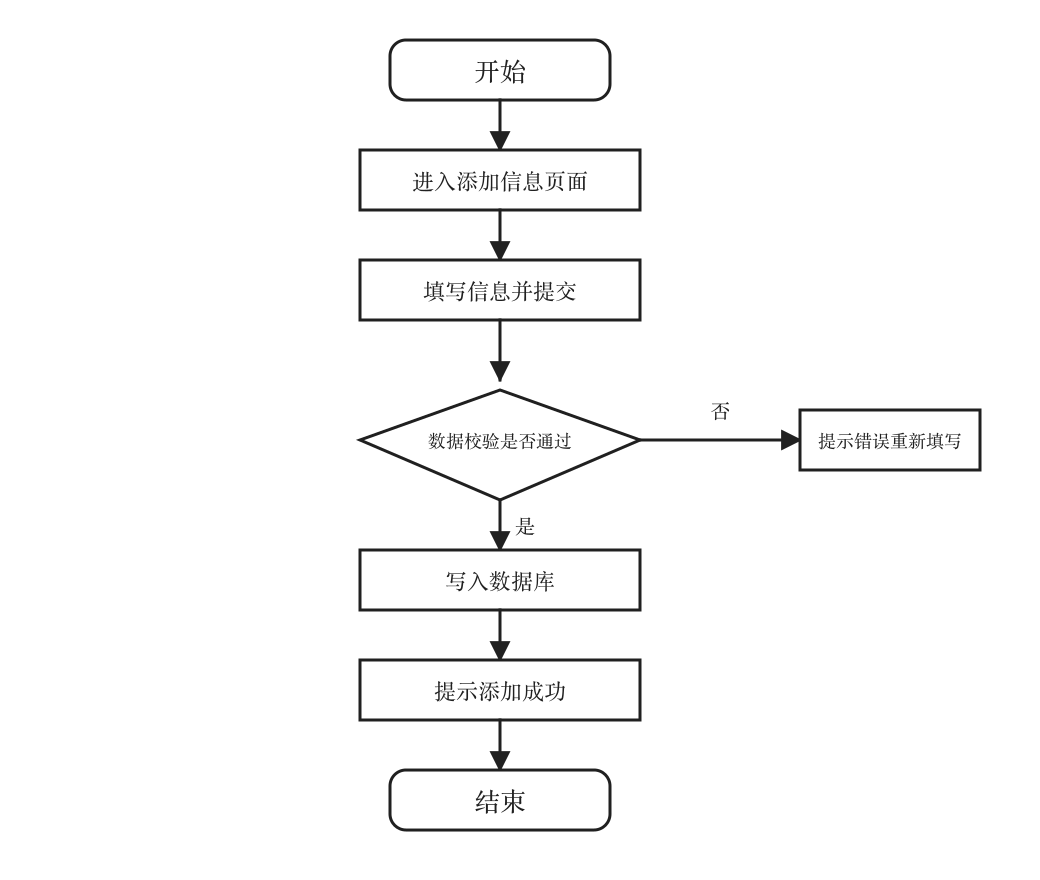 开始
进入添加信息页面
填写信息并提交
数据校验是否通过
否
提示错误重新填写
是
写入数据库
提示添加成功
结束